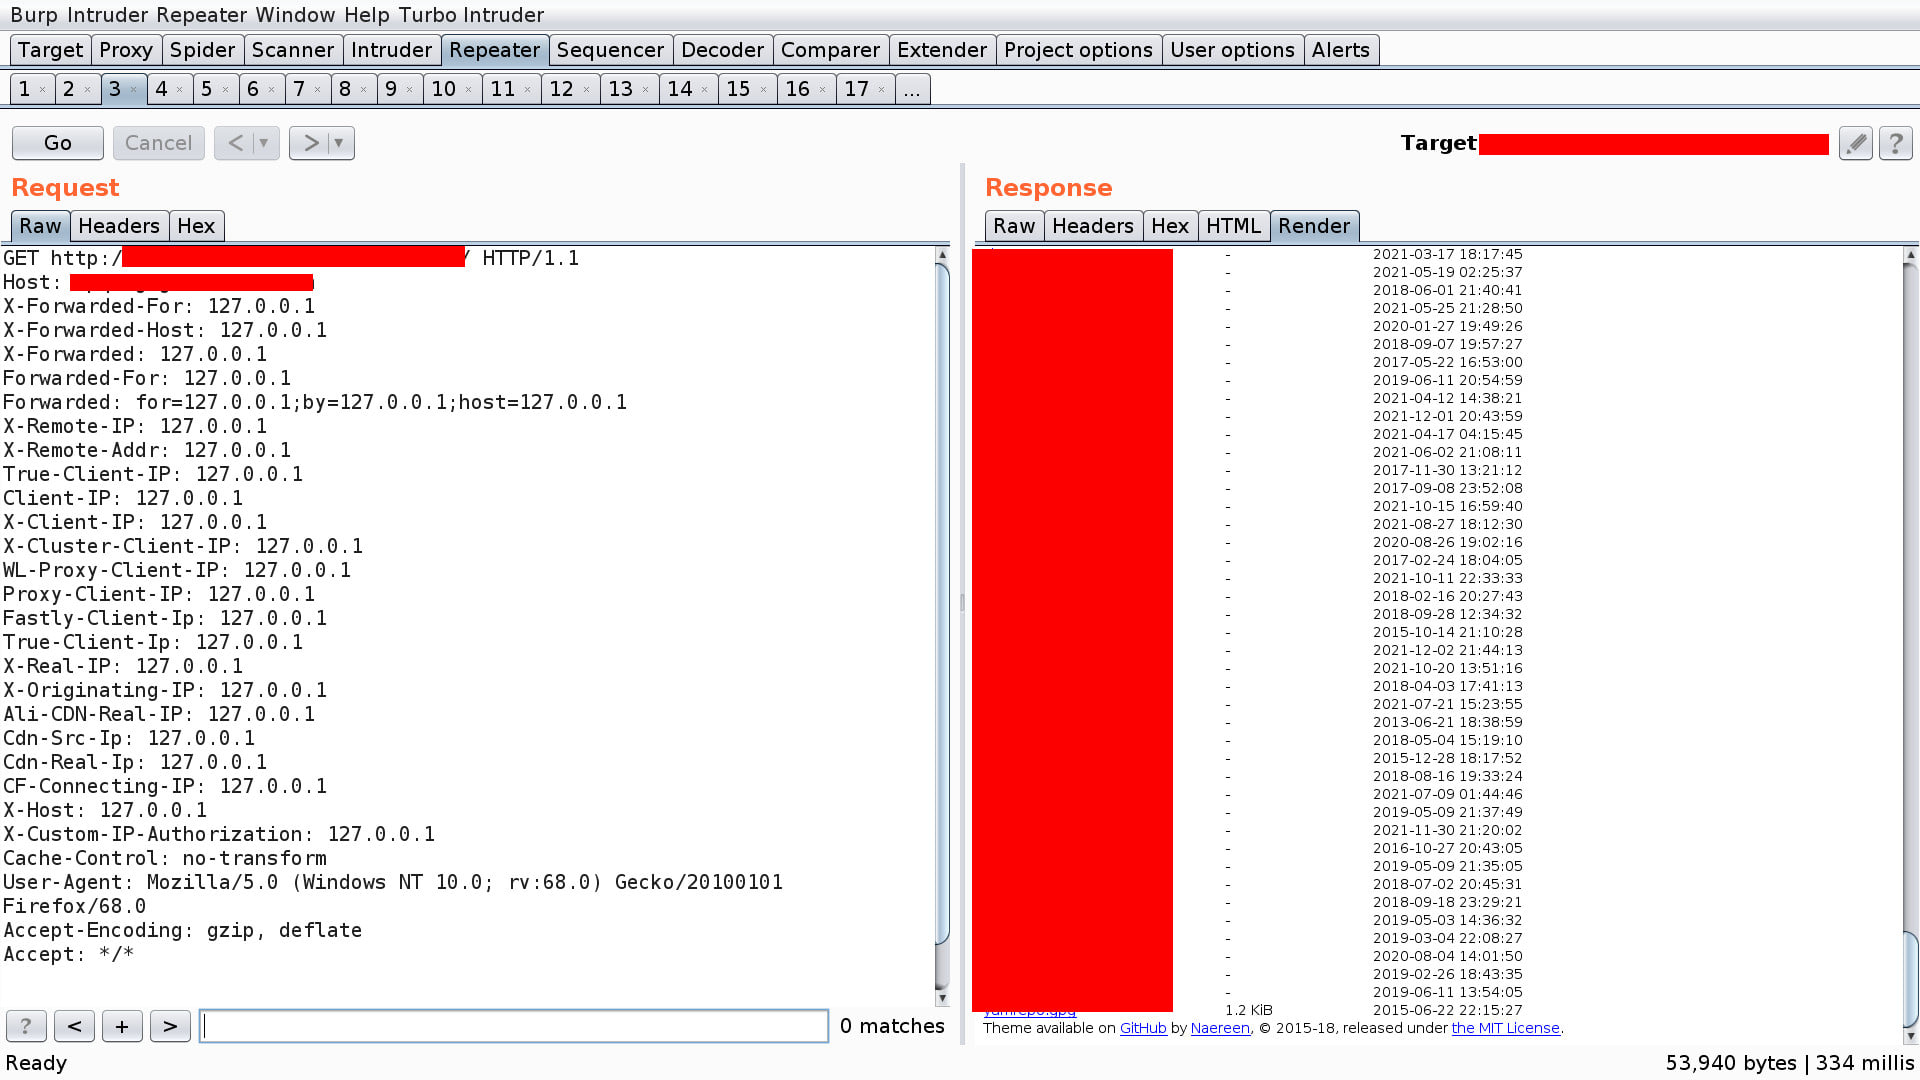 Burp Intruder Repeater Window Help Turbo Intruder
Target Proxy Spider Scanner Intruder Repeater Sequencer Decoder Comparer Extender Project options User options Alerts
1 × 2 × 3 × 4 × 5 × 6 × 7 × 8 × 9 × 10 × 11 × 12 × 13 × 14 × 15 × 16 × 17 × ...
Go Cancel < ▼ > ▼ Target ?
Request
Raw Headers Hex
GET http:/ / HTTP/1.1
Host:
X-Forwarded-For: 127.0.0.1
X-Forwarded-Host: 127.0.0.1
X-Forwarded: 127.0.0.1
Forwarded-For: 127.0.0.1
Forwarded: for=127.0.0.1;by=127.0.0.1;host=127.0.0.1
X-Remote-IP: 127.0.0.1
X-Remote-Addr: 127.0.0.1
True-Client-IP: 127.0.0.1
Client-IP: 127.0.0.1
X-Client-IP: 127.0.0.1
X-Cluster-Client-IP: 127.0.0.1
WL-Proxy-Client-IP: 127.0.0.1
Proxy-Client-IP: 127.0.0.1
Fastly-Client-Ip: 127.0.0.1
True-Client-Ip: 127.0.0.1
X-Real-IP: 127.0.0.1
X-Originating-IP: 127.0.0.1
Ali-CDN-Real-IP: 127.0.0.1
Cdn-Src-Ip: 127.0.0.1
Cdn-Real-Ip: 127.0.0.1
CF-Connecting-IP: 127.0.0.1
X-Host: 127.0.0.1
X-Custom-IP-Authorization: 127.0.0.1
Cache-Control: no-transform
User-Agent: Mozilla/5.0 (Windows NT 10.0; rv:68.0) Gecko/20100101
Firefox/68.0
Accept-Encoding: gzip, deflate
Accept: */*
? < + > 0 matches
Response
Raw Headers Hex HTML Render
- 2021-03-17 18:17:45
- 2021-05-19 02:25:37
- 2018-06-01 21:40:41
- 2021-05-25 21:28:50
- 2020-01-27 19:49:26
- 2018-09-07 19:57:27
- 2017-05-22 16:53:00
- 2019-06-11 20:54:59
- 2021-04-12 14:38:21
- 2021-12-01 20:43:59
- 2021-04-17 04:15:45
- 2021-06-02 21:08:11
- 2017-11-30 13:21:12
- 2017-09-08 23:52:08
- 2021-10-15 16:59:40
- 2021-08-27 18:12:30
- 2020-08-26 19:02:16
- 2017-02-24 18:04:05
- 2021-10-11 22:33:33
- 2018-02-16 20:27:43
- 2018-09-28 12:34:32
- 2015-10-14 21:10:28
- 2021-12-02 21:44:13
- 2021-10-20 13:51:16
- 2018-04-03 17:41:13
- 2021-07-21 15:23:55
- 2013-06-21 18:38:59
- 2018-05-04 15:19:10
- 2015-12-28 18:17:52
- 2018-08-16 19:33:24
- 2021-07-09 01:44:46
- 2019-05-09 21:37:49
- 2021-11-30 21:20:02
- 2016-10-27 20:43:05
- 2019-05-09 21:35:05
- 2018-07-02 20:45:31
- 2018-09-18 23:29:21
- 2019-05-03 14:36:32
- 2019-03-04 22:08:27
- 2020-08-04 14:01:50
- 2019-02-26 18:43:35
- 2019-06-11 13:54:05
1.2 KiB 2015-06-22 22:15:27
Theme available on GitHub by Naereen, © 2015-18, released under the MIT License.
Ready 53,940 bytes | 334 millis